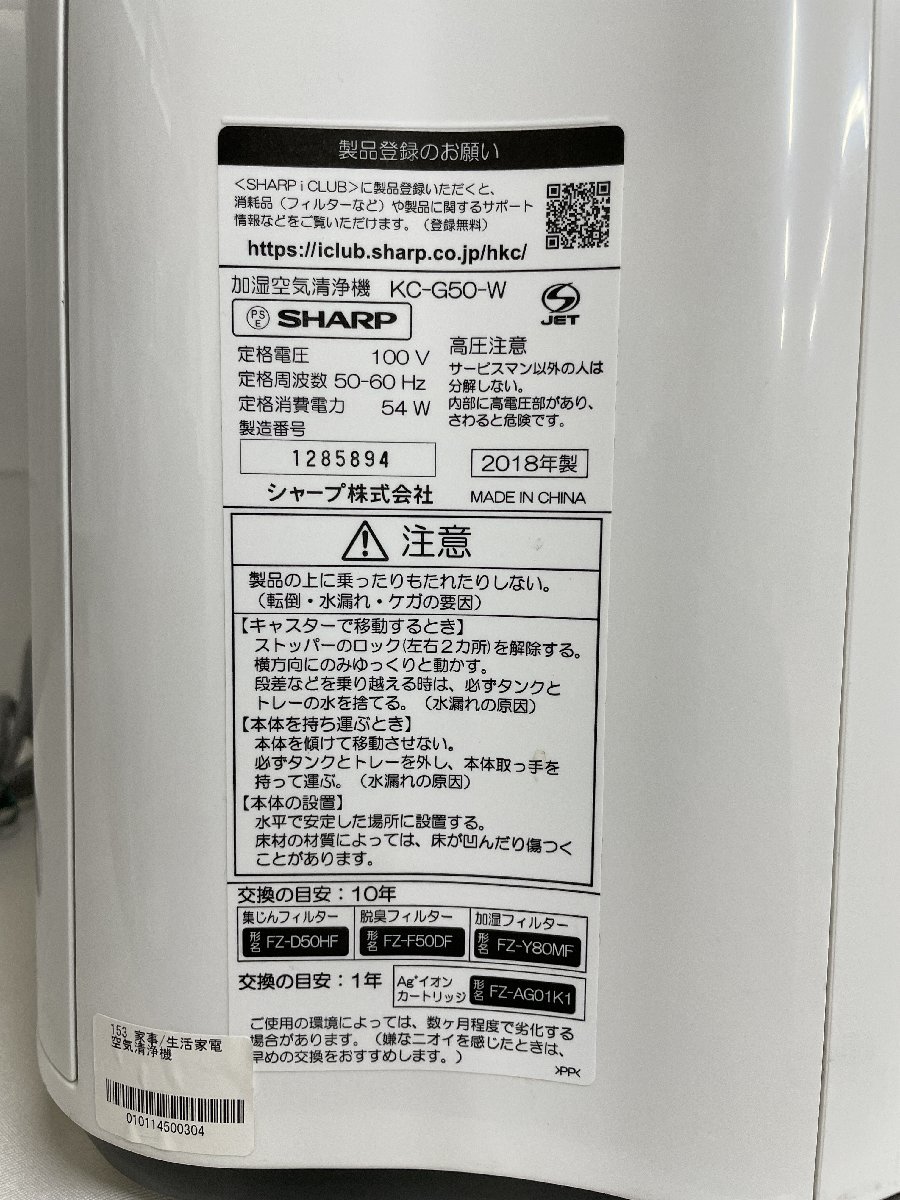 製品登録のお願い
<SHARP i CLUB>に製品登録いただくと、
消耗品（フィルターなど）や製品に関するサポート
情報などをご覧いただけます。（登録無料）
https://iclub.sharp.co.jp/hkc/
加湿空気清浄機 KC-G50-W
PS
E
SHARP
JET
定格電圧 100 V
定格周波数 50-60 Hz
定格消費電力 54 W
製造番号
1285894
シャープ株式会社
高圧注意
サービスマン以外の人は
分解しない。
内部に高電圧部があり、
さわると危険です。
2018年製
MADE IN CHINA
注意
製品の上に乗ったりもたれたりしない。
（転倒・水漏れ・ケガの要因）
【キャスターで移動するとき】
ストッパーのロック(左右2カ所)を解除する。
横方向にのみゆっくりと動かす。
段差などを乗り越える時は、必ずタンクと
トレーの水を捨てる。（水漏れの原因）
【本体を持ち運ぶとき】
本体を傾けて移動させない。
必ずタンクとトレーを外し、本体取っ手を
持って運ぶ。（水漏れの原因）
【本体の設置】
水平で安定した場所に設置する。
床材の材質によっては、床が凹んだり傷つく
ことがあります。
交換の目安：10年
集じんフィルター
形名 FZ-D50HF
脱臭フィルター
形名 FZ-F50DF
加湿フィルター
形名 FZ-Y80MF
交換の目安：1年
Ag⁺イオン
カートリッジ
形名 FZ-AG01K1
ご使用の環境によっては、数ヶ月程度で劣化する
場合があります。（嫌なニオイを感じたときは、
早めの交換をおすすめします。）
>PP<
153 家事/生活家電
空気清浄機
010114500304